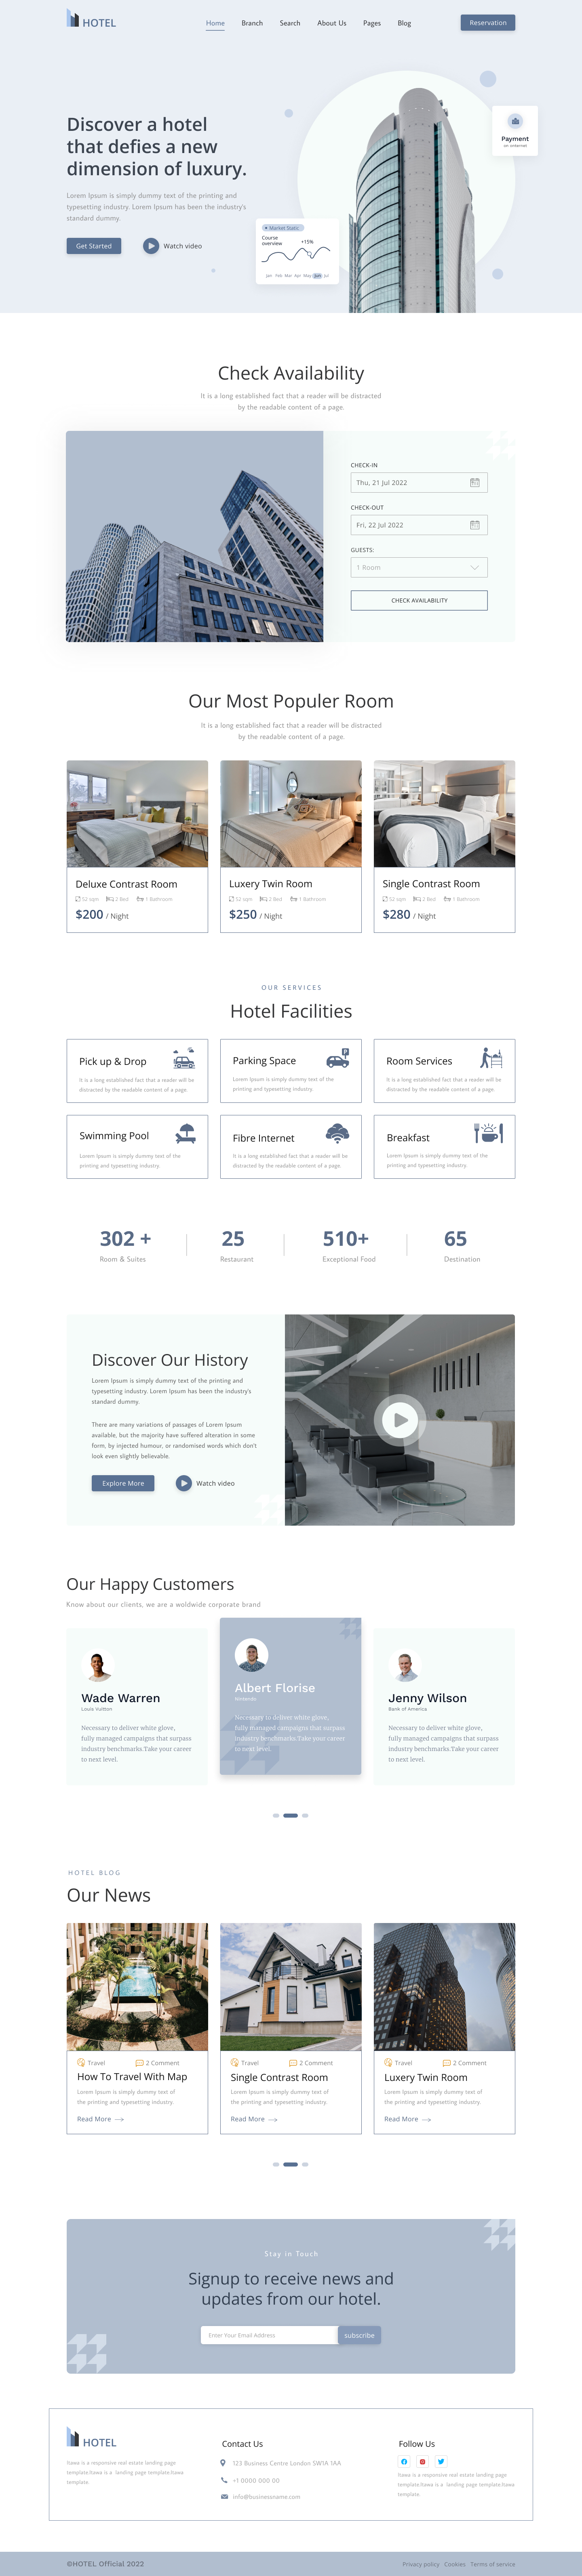 HOTEL
Home Branch Search About Us Pages Blog
Reservation
Discover a hotel
that defies a new
dimension of luxury.
Lorem Ipsum is simply dummy text of the printing and
typesetting industry. Lorem Ipsum has been the industry's
standard dummy.
Get Started
Watch video
Payment
Market Static
Course
overview
+15%
Jan Feb Mar Apr May Jun Jul
Check Availability
It is a long established fact that a reader will be distracted
by the readable content of a page.
CHECK-IN
Thu, 21 Jul 2022
CHECK-OUT
Fri, 22 Jul 2022
GUESTS:
1 Room
CHECK AVAILABILITY
Our Most Populer Room
It is a long established fact that a reader will be distracted
by the readable content of a page.
Deluxe Contrast Room
52 sqm 2 Bed 1 Bathroom
$200 / Night
Luxery Twin Room
52 sqm 2 Bed 1 Bathroom
$250 / Night
Single Contrast Room
52 sqm 2 Bed 1 Bathroom
$280 / Night
OUR SERVICES
Hotel Facilities
Pick up & Drop
It is a long established fact that a reader will be
distracted by the readable content of a page.
Parking Space
Lorem Ipsum is simply dummy text of the
printing and typesetting industry.
Room Services
It is a long established fact that a reader will be
distracted by the readable content of a page.
Swimming Pool
Lorem Ipsum is simply dummy text of the
printing and typesetting industry.
Fibre Internet
It is a long established fact that a reader will be
distracted by the readable content of a page.
Breakfast
Lorem Ipsum is simply dummy text of the
printing and typesetting industry.
302 +
Room & Suites
25
Restaurant
510+
Exceptional Food
65
Destination
Discover Our History
Lorem Ipsum is simply dummy text of the printing and
typesetting industry. Lorem Ipsum has been the industry's
standard dummy.
There are many variations of passages of Lorem Ipsum
available, but the majority have suffered alteration in some
form, by injected humour, or randomised words which don't
look even slightly believable.
Explore More
Watch video
Our Happy Customers
Know about our clients, we are a woldwide corporate brand
Wade Warren
Louis Vuitton
Necessary to deliver white glove,
fully managed campaigns that surpass
industry benchmarks.Take your career
to next level.
Albert Florise
Nintendo
Necessary to deliver white glove,
fully managed campaigns that surpass
industry benchmarks.Take your career
to next level.
Jenny Wilson
Bank of America
Necessary to deliver white glove,
fully managed campaigns that surpass
industry benchmarks.Take your career
to next level.
HOTEL BLOG
Our News
Travel 2 Comment
How To Travel With Map
Lorem Ipsum is simply dummy text of
the printing and typesetting industry.
Read More
Travel 2 Comment
Single Contrast Room
Lorem Ipsum is simply dummy text of
the printing and typesetting industry.
Read More
Travel 2 Comment
Luxery Twin Room
Lorem Ipsum is simply dummy text of
the printing and typesetting industry.
Read More
Stay in Touch
Signup to receive news and
updates from our hotel.
Enter Your Email Address
subscribe
HOTEL
Itawa is a responsive real estate landing page
template.Itawa is a landing page template.Itawa
template.
Contact Us
123 Business Centre London SW1A 1AA
+1 0000 000 00
info@businessname.com
Follow Us
Itawa is a responsive real estate landing page
template.Itawa is a landing page template.Itawa
template.
©HOTEL Official 2022
Privacy policy Cookies Terms of service